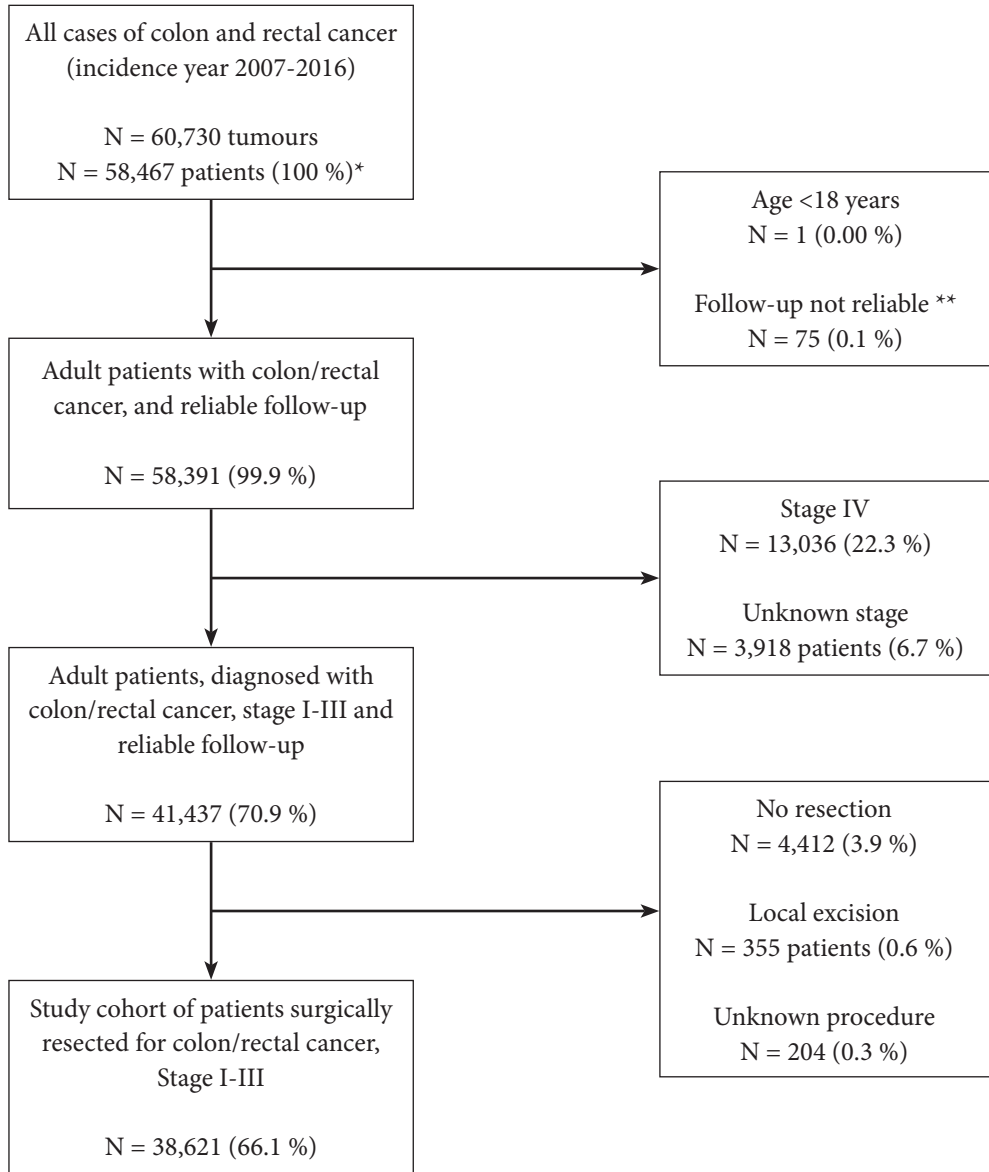 All cases of colon and rectal cancer
(incidence year 2007-2016)
N = 60,730 tumours
N = 58,467 patients (100 %)*
Age <18 years
N = 1 (0.00 %)
Follow-up not reliable **
N = 75 (0.1 %)
Adult patients with colon/rectal
cancer, and reliable follow-up
N = 58,391 (99.9 %)
Stage IV
N = 13,036 (22.3 %)
Unknown stage
N = 3,918 patients (6.7 %)
Adult patients, diagnosed with
colon/rectal cancer, stage I-III and
reliable follow-up
N = 41,437 (70.9 %)
No resection
N = 4,412 (3.9 %)
Local excision
N = 355 patients (0.6 %)
Unknown procedure
N = 204 (0.3 %)
Study cohort of patients surgically
resected for colon/rectal cancer,
Stage I-III
N = 38,621 (66.1 %)